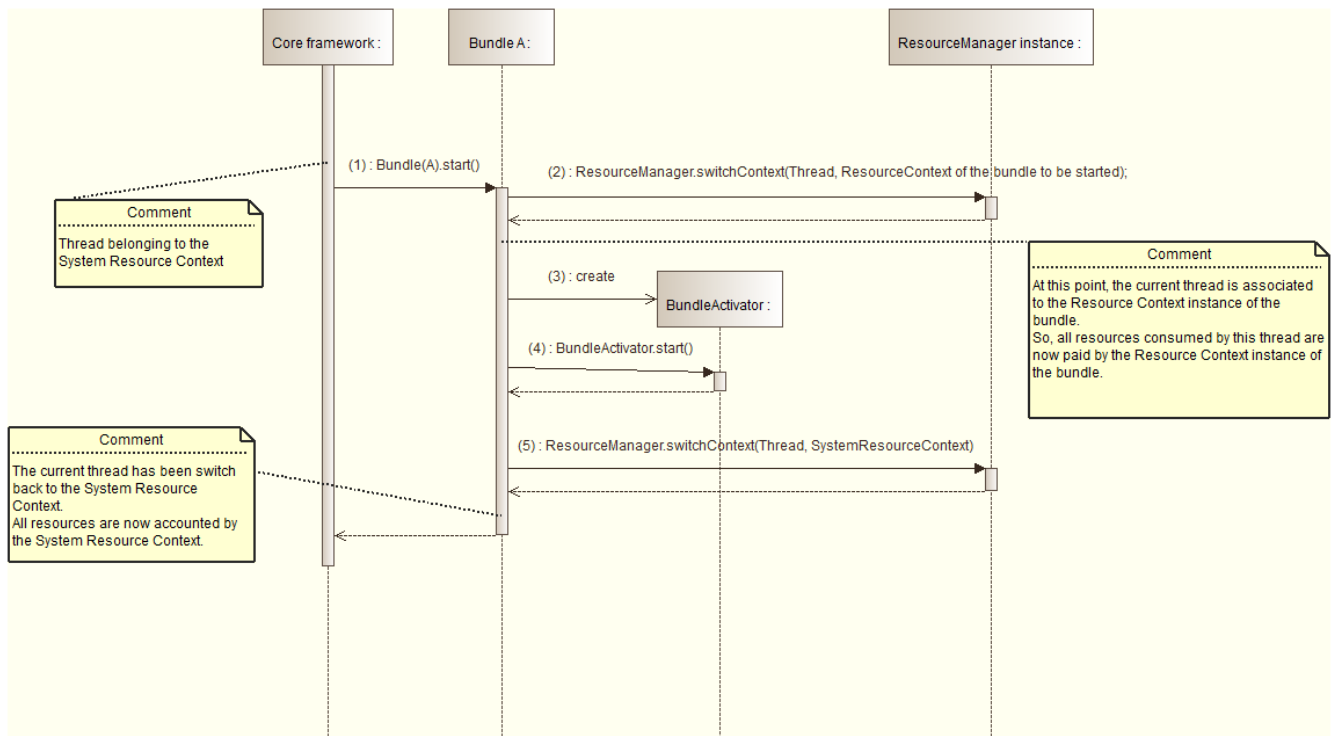 Core framework :
Bundle A:
ResourceManager instance :
(1) : Bundle(A).start()
(2) : ResourceManager.switchContext(Thread, ResourceContext of the bundle to be started);
Comment
Thread belonging to the
System Resource Context
Comment
At this point, the current thread is associated
to the Resource Context instance of the
bundle.
So, all resources consumed by this thread are
now paid by the Resource Context instance of
the bundle.
(3) : create
BundleActivator :
(4) : BundleActivator.start()
Comment
The current thread has been switch
back to the System Resource
Context.
All resources are now accounted by
the System Resource Context.
(5) : ResourceManager.switchContext(Thread, SystemResourceContext)